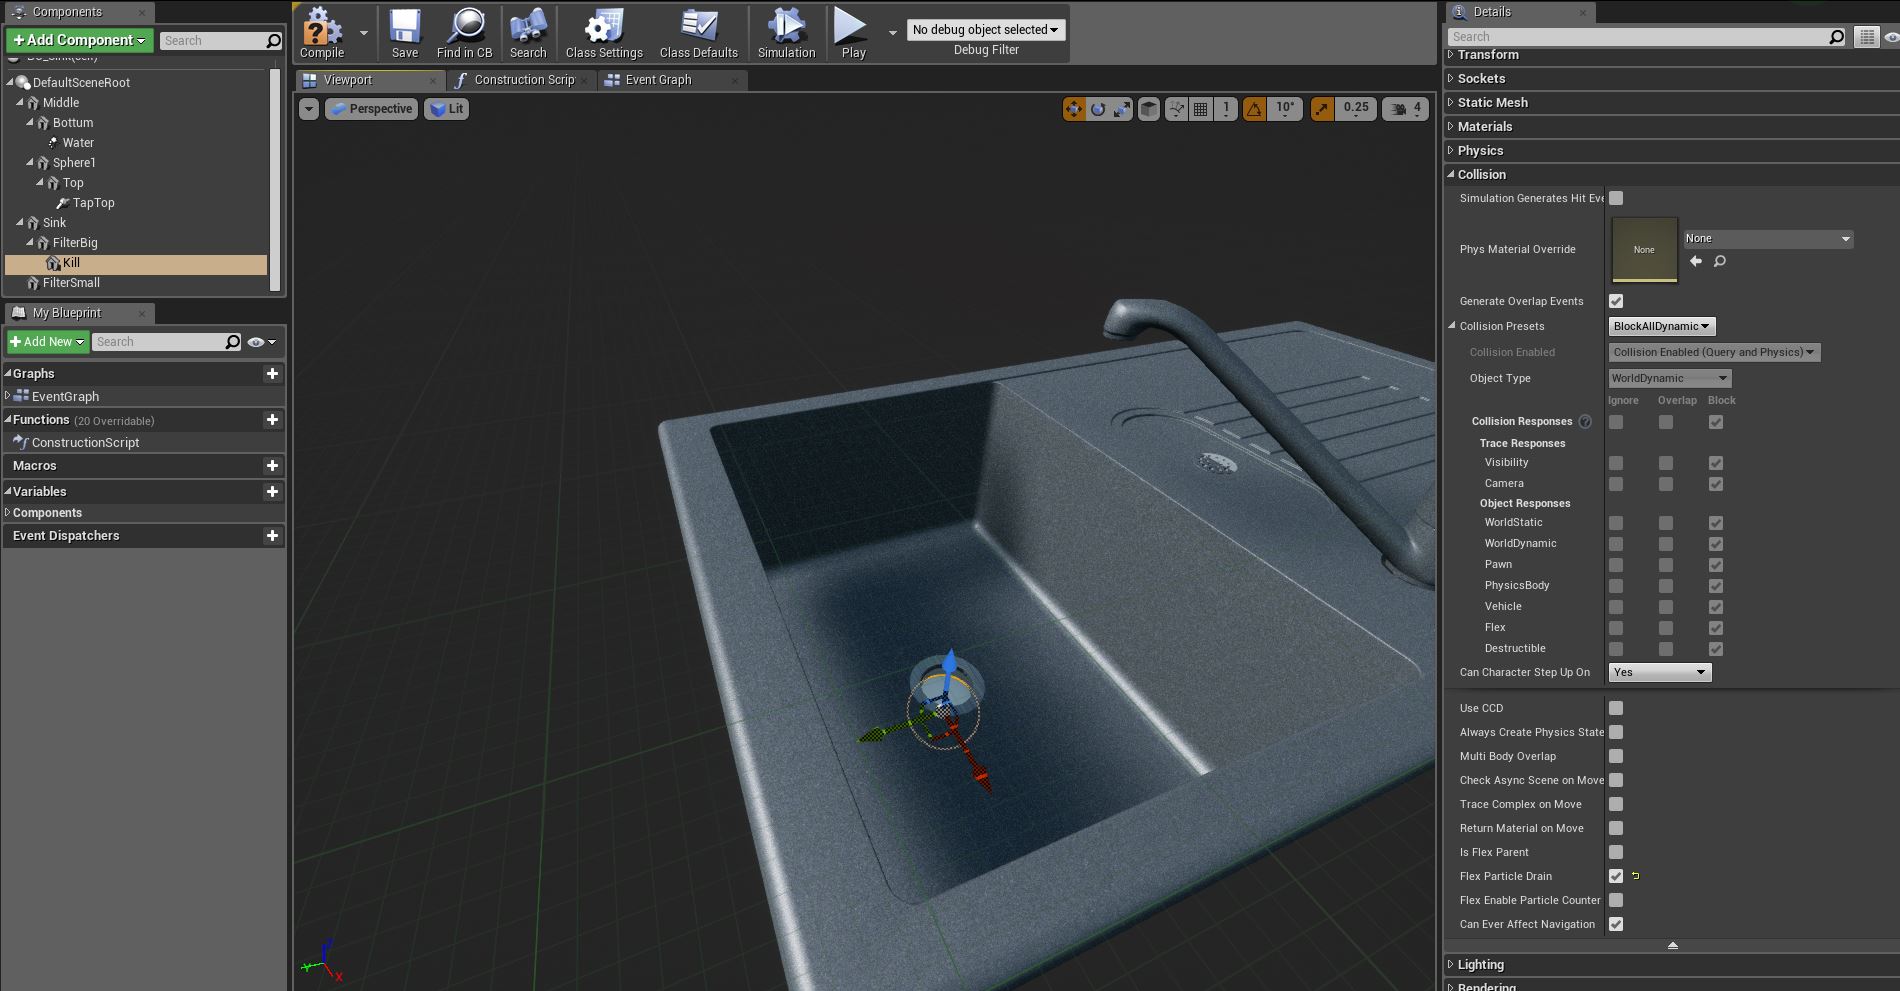 Components
+Add Component
Search
DefaultSceneRoot
Middle
Bottum
Water
Sphere1
Top
TapTop
Sink
FilterBig
Kill
FilterSmall
My Blueprint
+Add New
Search
Graphs
EventGraph
Functions (20 Overridable)
ConstructionScript
Macros
Variables
Components
Event Dispatchers
Compile
Save
Find in CB
Search
Class Settings
Class Defaults
Simulation
Play
No debug object selected
Debug Filter
Viewport
Construction Scrip
Event Graph
Perspective
Lit
1
10°
0.25
4
Z
Y
X
Details
Search
Transform
Sockets
Static Mesh
Materials
Physics
Collision
Simulation Generates Hit Eve
Phys Material Override
None
None
Generate Overlap Events
Collision Presets
BlockAllDynamic
Collision Enabled
Collision Enabled (Query and Physics)
Object Type
WorldDynamic
Ignore Overlap Block
Collision Responses ?
Trace Responses
Visibility
Camera
Object Responses
WorldStatic
WorldDynamic
Pawn
PhysicsBody
Vehicle
Flex
Destructible
Can Character Step Up On
Yes
Use CCD
Always Create Physics State
Multi Body Overlap
Check Async Scene on Move
Trace Complex on Move
Return Material on Move
Is Flex Parent
Flex Particle Drain
Flex Enable Particle Counter
Can Ever Affect Navigation
Lighting
Rendering